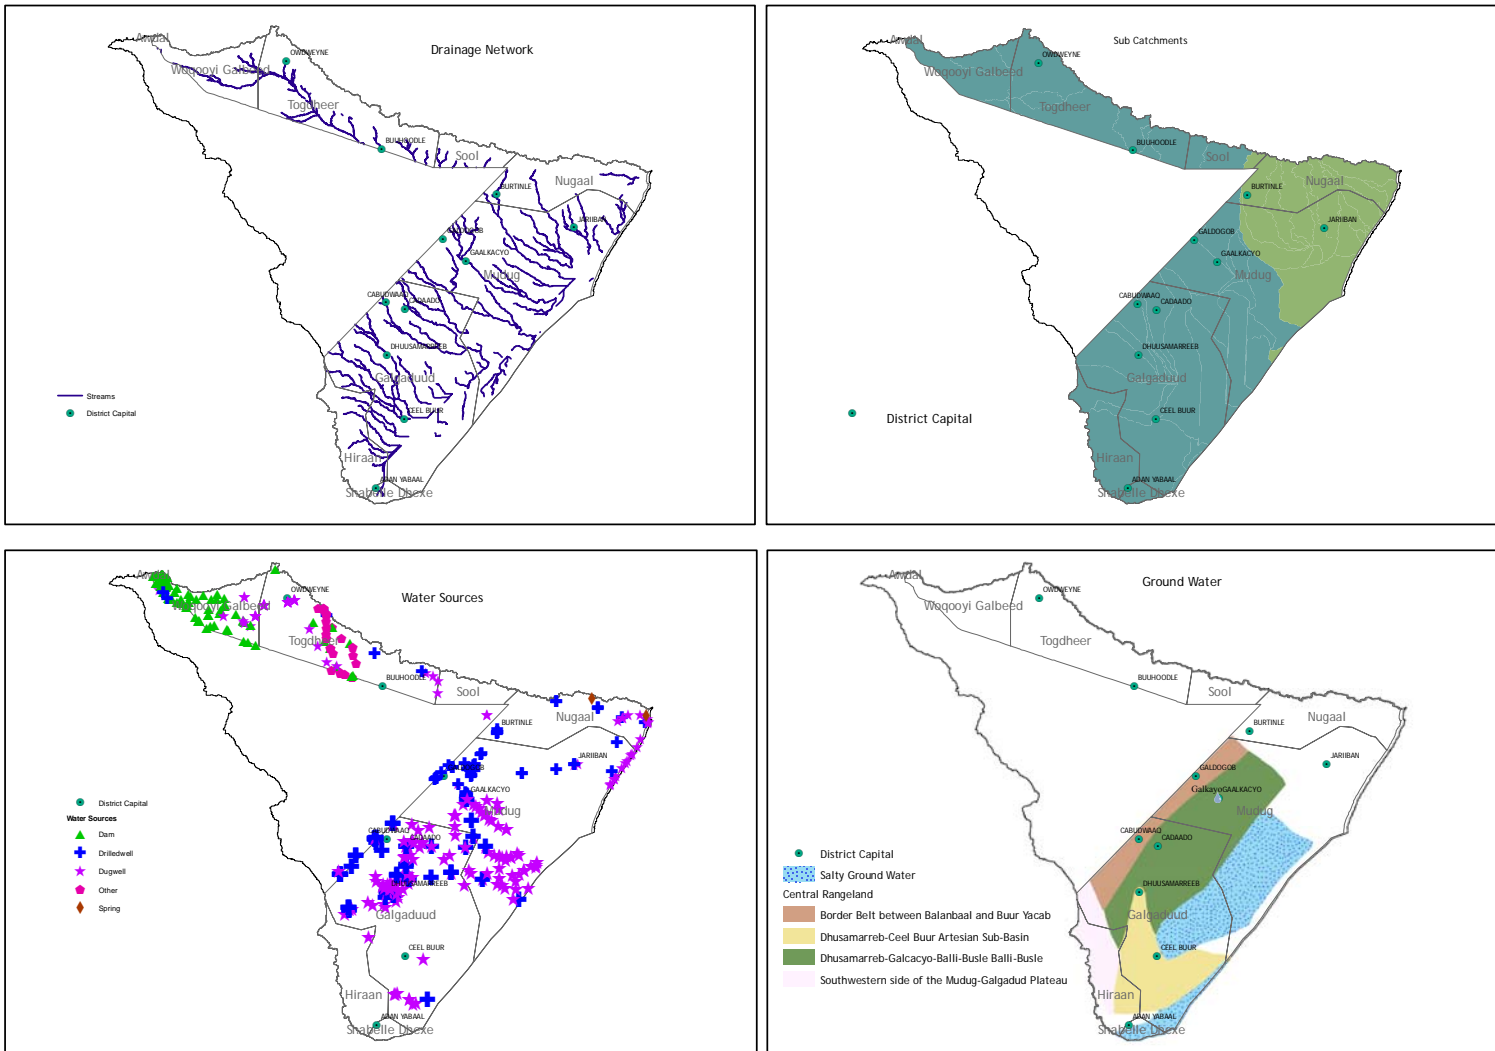 Drainage Network
Awdal
OWDWEYNE
Woqooyi Galbeed
Togdheer
BUUHOODLE
Sool
Nugaal
BURTINLE
JARIIBAN
GALDOGOB
GAALKACYO
Mudug
CABUDWAAQ
CADAADO
DHUUSAMARREEB
Galgaduud
Streams
District Capital
CEEL BUUR
Hiraan
ADAN YABAAL
Shabelle Dhexe
Sub Catchments
Awdal
OWDWEYNE
Woqooyi Galbeed
Togdheer
BUUHOODLE
Sool
Nugaal
BURTINLE
JARIIBAN
GALDOGOB
GAALKACYO
Mudug
CABUDWAAQ
CADAADO
DHUUSAMARREEB
Galgaduud
CEEL BUUR
District Capital
Hiraan
ADAN YABAAL
Shabelle Dhexe
Water Sources
Awdal
OWDWEYNE
Woqooyi Galbeed
Togdheer
BUUHOODLE
Sool
Nugaal
BURTINLE
JARIIBAN
GALDOGOB
GAALKACYO
Mudug
CABUDWAAQ
CADAADO
DHUUSAMARREEB
Galgaduud
District Capital
Water Sources
Dam
Drilledwell
Dugwell
Other
Spring
CEEL BUUR
Hiraan
ADAN YABAAL
Shabelle Dhexe
Ground Water
Awdal
OWDWEYNE
Woqooyi Galbeed
Togdheer
BUUHOODLE
Sool
Nugaal
BURTINLE
JARIIBAN
GALDOGOB
Galkayo
GAALKACYO
Mudug
CABUDWAAQ
CADAADO
DHUUSAMARREEB
Galgaduud
CEEL BUUR
District Capital
Salty Ground Water
Central Rangeland
Border Belt between Balanbaal and Buur Yacab
Dhusamarreb-Ceel Buur Artesian Sub-Basin
Dhusamarreb-Galcacyo-Balli-Busle Balli-Busle
Southwestern side of the Mudug-Galgadud Plateau
Hiraan
ADAN YABAAL
Shabelle Dhexe